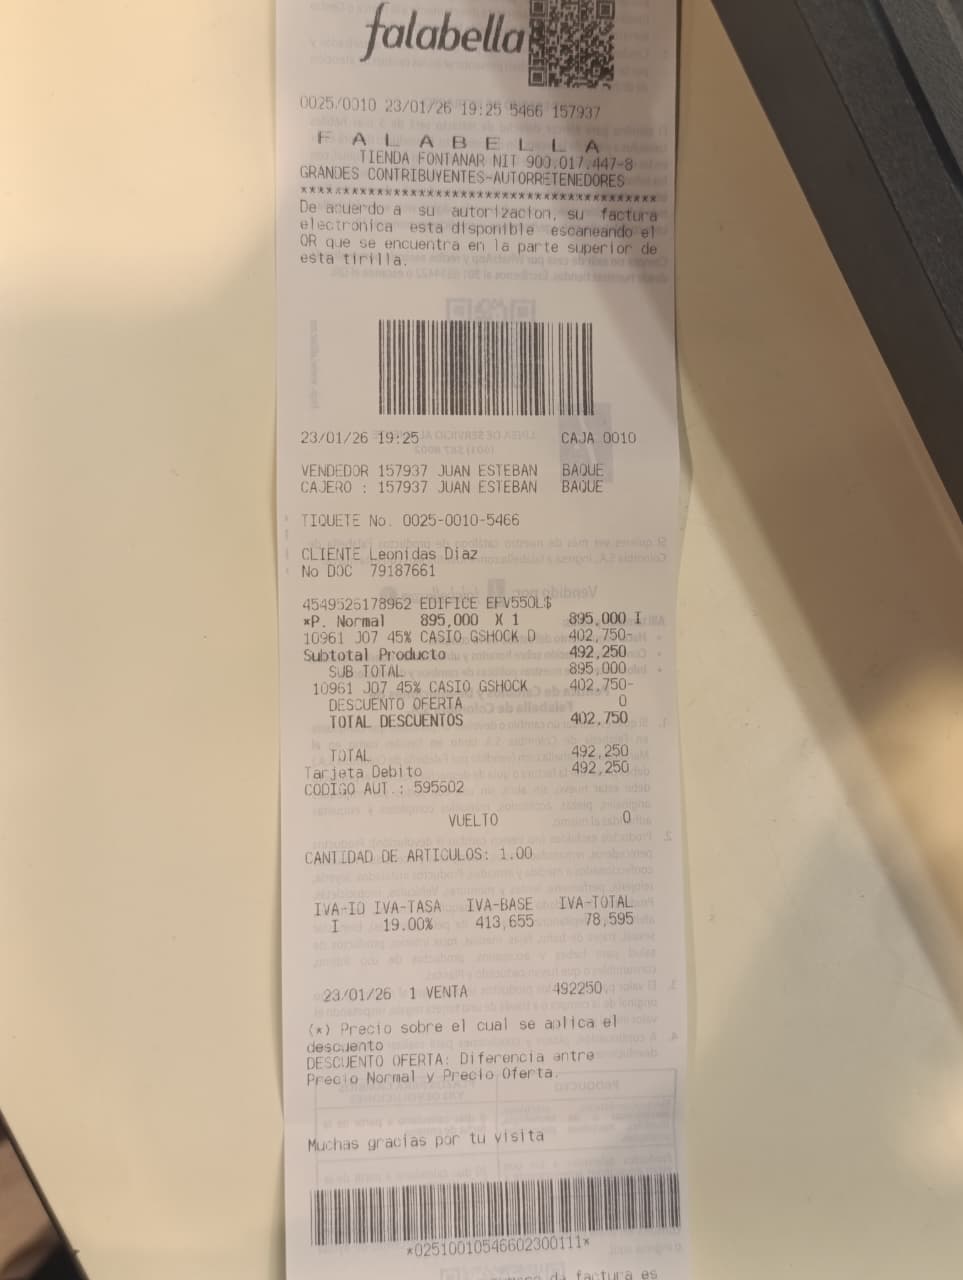 falabella
0025/0010 23/01/26 19:25 5466 157937
F A L A B E L L A
TIENDA FONTANAR NIT 900.017.447-8
GRANDES CONTRIBUYENTES-AUTORRETENEDORES
******************************************
De acuerdo a su autorizacion, su factura
electronica esta disponible escaneando el
QR que se encuentra en la parte superior de
esta tirilla.
23/01/26 19:25 CAJA 0010
VENDEDOR 157937 JUAN ESTEBAN BAQUE
CAJERO : 157937 JUAN ESTEBAN BAQUE
TIQUETE No. 0025-0010-5466
CLIENTE Leonidas Diaz
No DOC 79187661
4549526178962 EDIFICE EFV550L$
*P. Normal 895,000 X 1 895,000 I
10961 J07 45% CASIO GSHOCK D 402,750-
Subtotal Producto 492,250
SUB TOTAL 895,000
10961 J07 45% CASIO GSHOCK 402,750-
DESCUENTO OFERTA 0
TOTAL DESCUENTOS 402,750
TOTAL 492,250
Tarjeta Debito 492,250
CODIGO AUT.: 595602
VUELTO 0
CANTIDAD DE ARTICULOS: 1.00
IVA-ID IVA-TASA IVA-BASE IVA-TOTAL
I 19.00% 413,655 78,595
23/01/26 1 VENTA 492250
(*) Precio sobre el cual se aplica el
descuento
DESCUENTO OFERTA: Diferencia entre
Precio Normal y Precio Oferta.
Muchas gracias por tu visita
*02510010546602300111*
de factura es